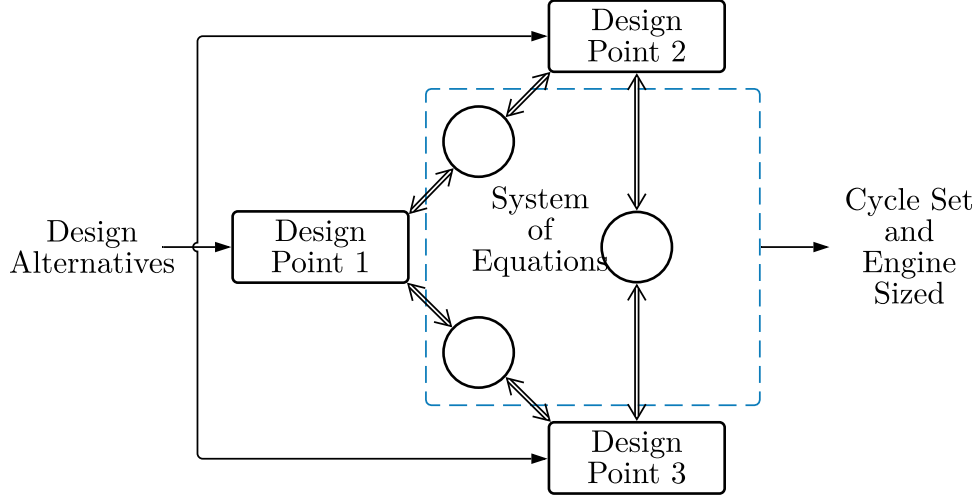 Design
Point 2
Design
Alternatives
Design
Point 1
System
of
Equations
Cycle Set
and
Engine
Sized
Design
Point 3